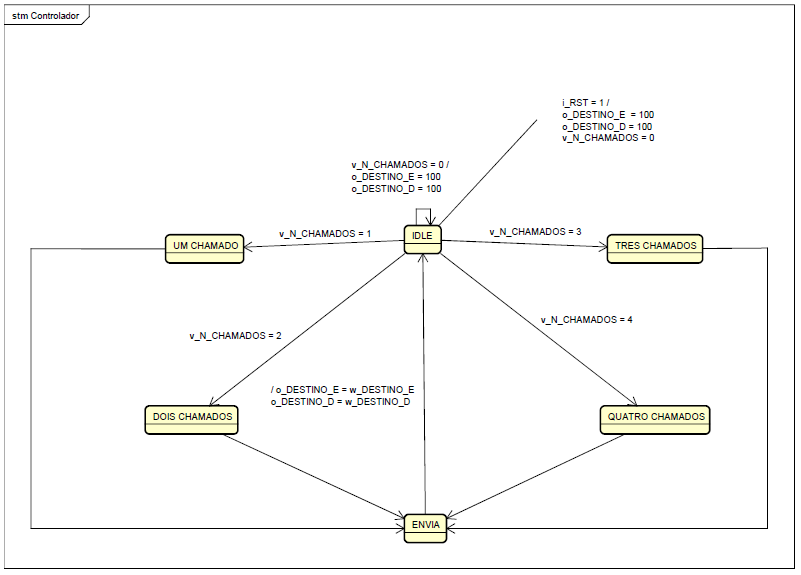 stm Controlador
i_RST = 1 /
o_DESTINO_E = 100
o_DESTINO_D = 100
v_N_CHAMADOS = 0
v_N_CHAMADOS = 0 /
o_DESTINO_E = 100
o_DESTINO_D = 100
UM CHAMADO
v_N_CHAMADOS = 1
IDLE
v_N_CHAMADOS = 3
TRES CHAMADOS
v_N_CHAMADOS = 2
v_N_CHAMADOS = 4
/ o_DESTINO_E = w_DESTINO_E
o_DESTINO_D = w_DESTINO_D
DOIS CHAMADOS
QUATRO CHAMADOS
ENVIA